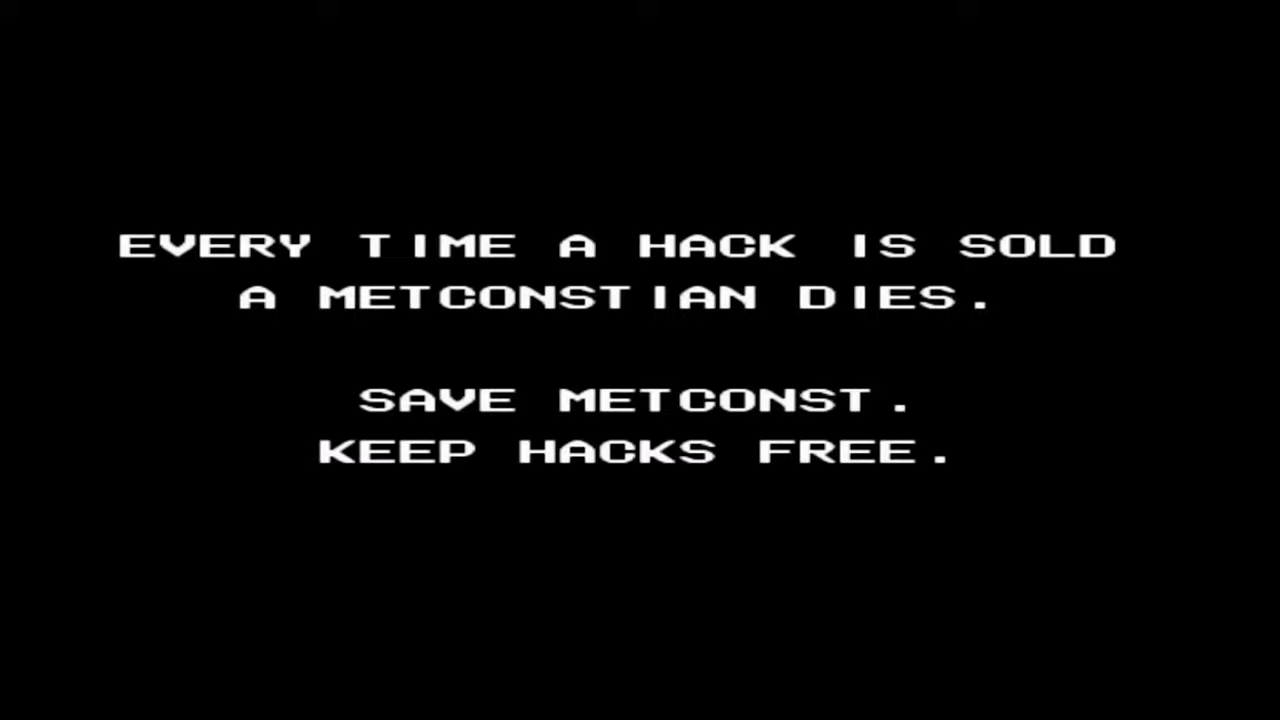 EVERY TIME A HACK IS SOLD
A METCONSTIAN DIES.
SAVE METCONST.
KEEP HACKS FREE.